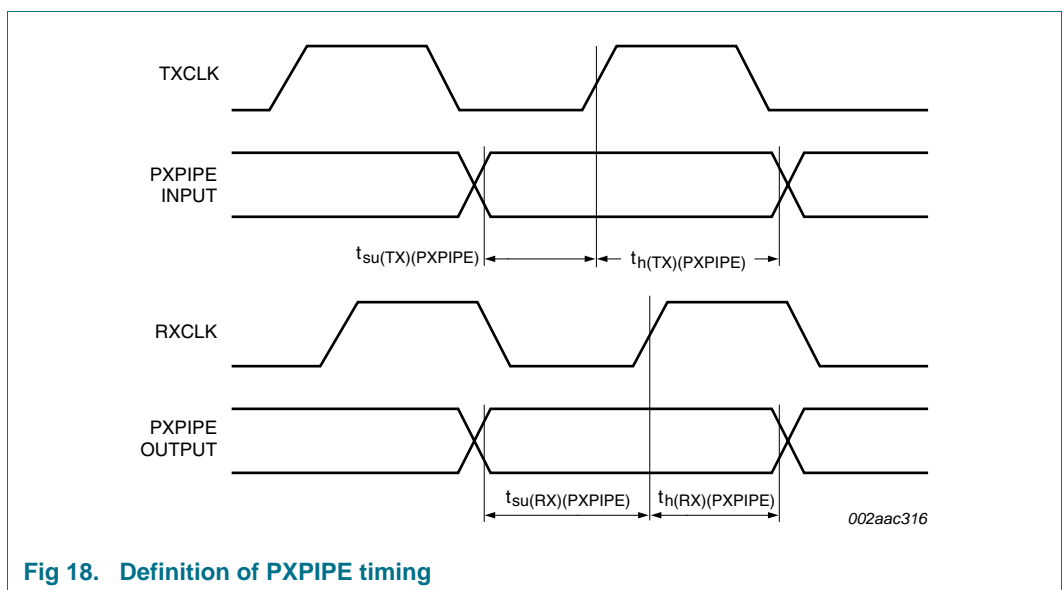 TXCLK
PXPIPE
INPUT
tsu(TX)(PXPIPE) th(TX)(PXPIPE)
RXCLK
PXPIPE
OUTPUT
tsu(RX)(PXPIPE) th(RX)(PXPIPE)
002aac316
Fig 18. Definition of PXPIPE timing